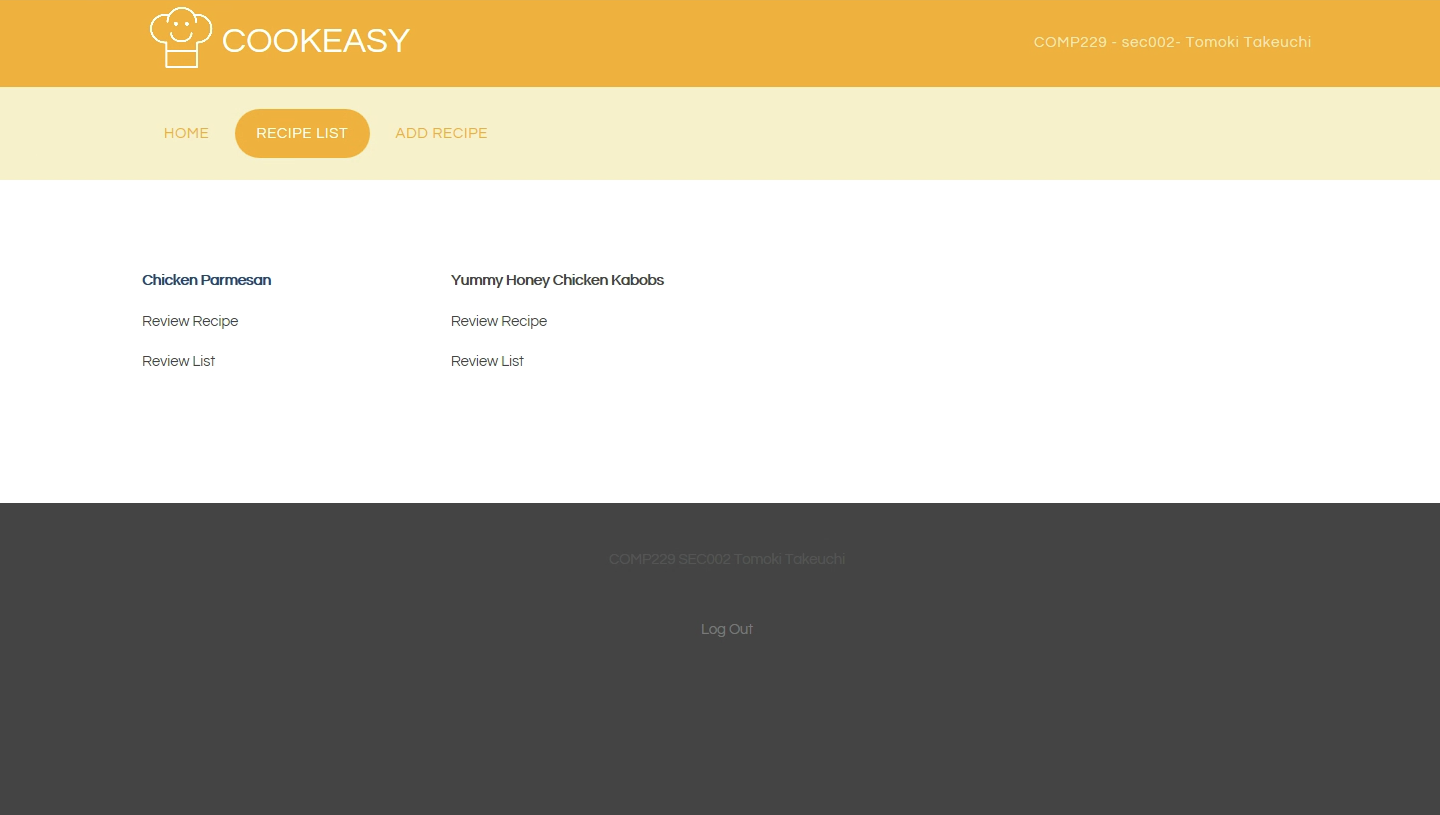 COOKEASY
COMP229 - sec002- Tomoki Takeuchi
HOME
RECIPE LIST
ADD RECIPE
Chicken Parmesan
Yummy Honey Chicken Kabobs
Review Recipe
Review Recipe
Review List
Review List
COMP229 SEC002 Tomoki Takeuchi
Log Out